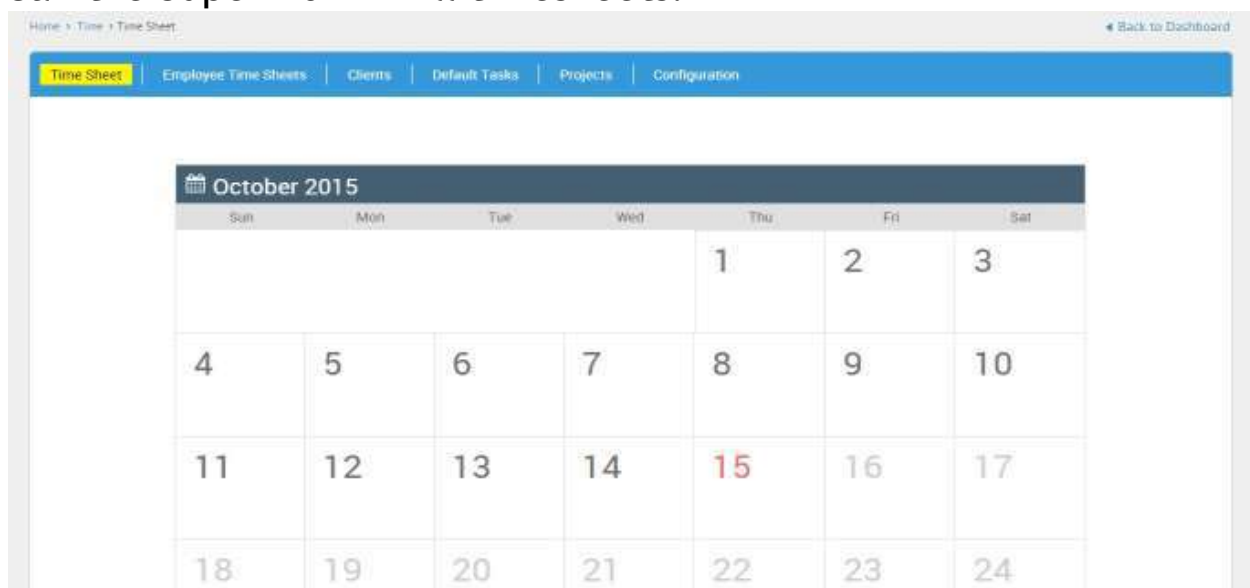 Home > Time > Time Sheet
Back to Dashboard
Time Sheet | Employee Time Sheets | Clients | Default Tasks | Projects | Configuration
October 2015
Sun Mon Tue Wed Thu Fri Sat
1 2 3
4 5 6 7 8 9 10
11 12 13 14 15 16 17
18 19 20 21 22 23 24